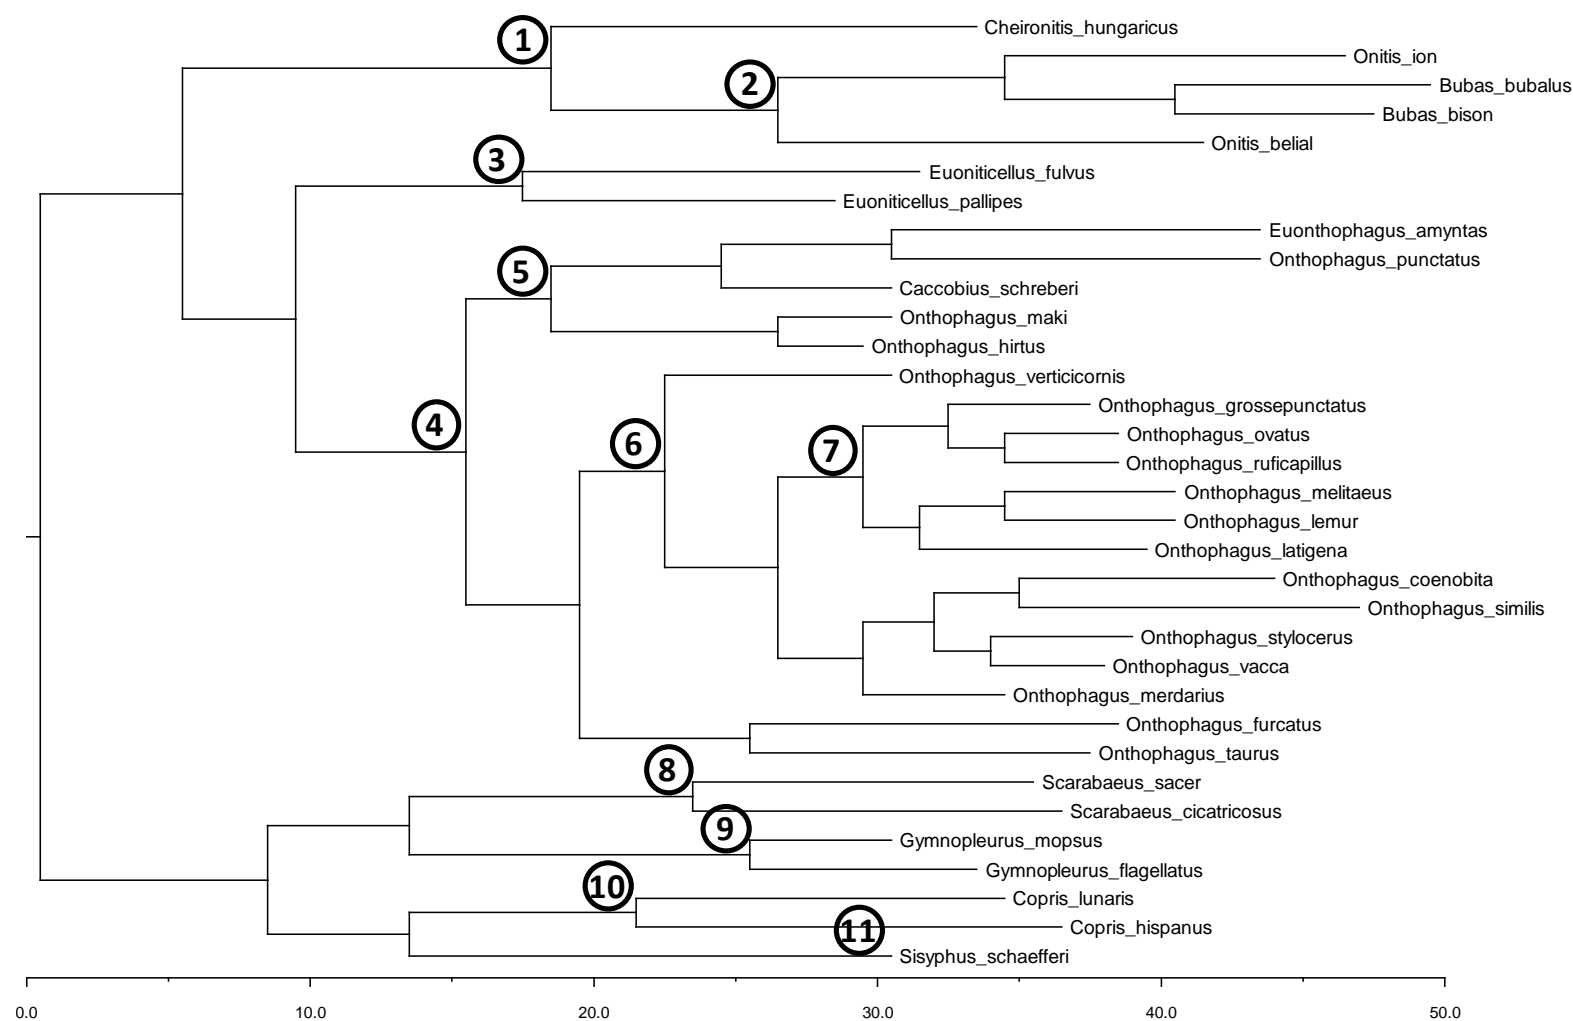 1
Cheironitis_hungaricus
Onitis_ion
2
Bubas_bubalus
Bubas_bison
Onitis_belial
3
Euoniticellus_fulvus
Euoniticellus_pallipes
Euonthophagus_amyntas
5
Onthophagus_punctatus
Caccobius_schreberi
Onthophagus_maki
Onthophagus_hirtus
Onthophagus_verticicornis
4
Onthophagus_grossepunctatus
6
Onthophagus_ovatus
7
Onthophagus_ruficapillus
Onthophagus_melitaeus
Onthophagus_lemur
Onthophagus_latigena
Onthophagus_coenobita
Onthophagus_similis
Onthophagus_stylocerus
Onthophagus_vacca
Onthophagus_merdarius
Onthophagus_furcatus
Onthophagus_taurus
8
Scarabaeus_sacer
Scarabaeus_cicatricosus
9
Gymnopleurus_mopsus
Gymnopleurus_flagellatus
10
Copris_lunaris
Copris_hispanus
11
Sisyphus_schaefferi
0.0 10.0 20.0 30.0 40.0 50.0